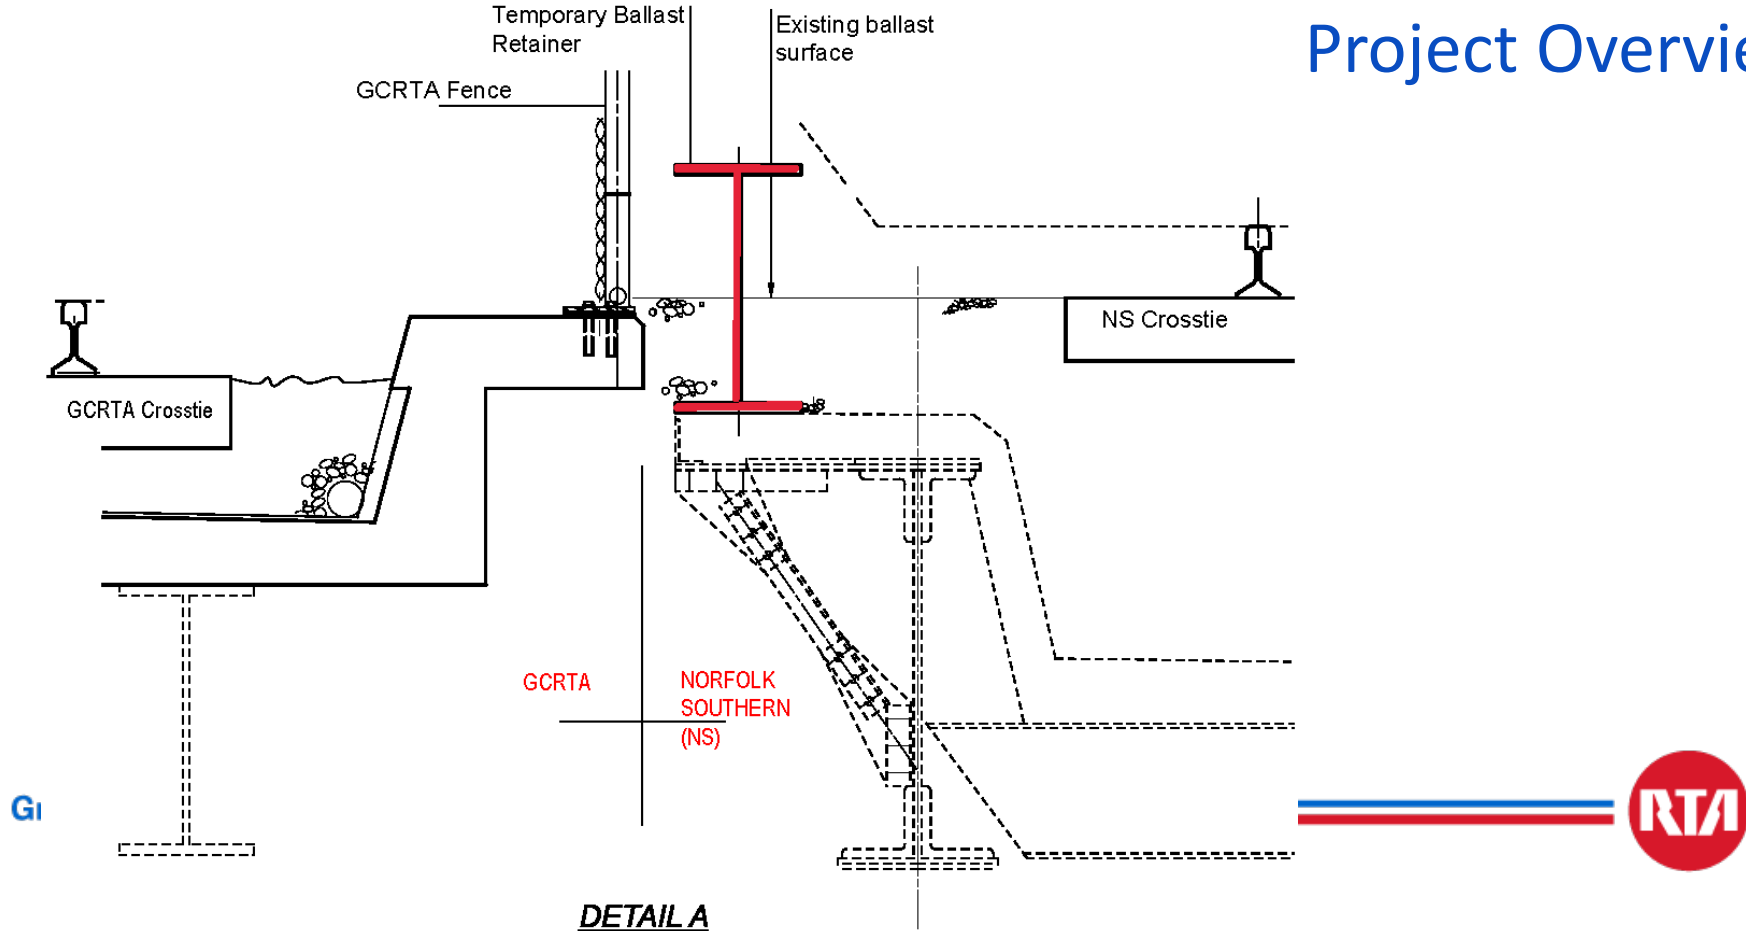 Temporary Ballast
Retainer
Existing ballast
surface
Project Overvie
GCRTA Fence
NS Crosstie
GCRTA Crosstie
GCRTA
NORFOLK
SOUTHERN
(NS)
Gr
RTA
DETAIL A